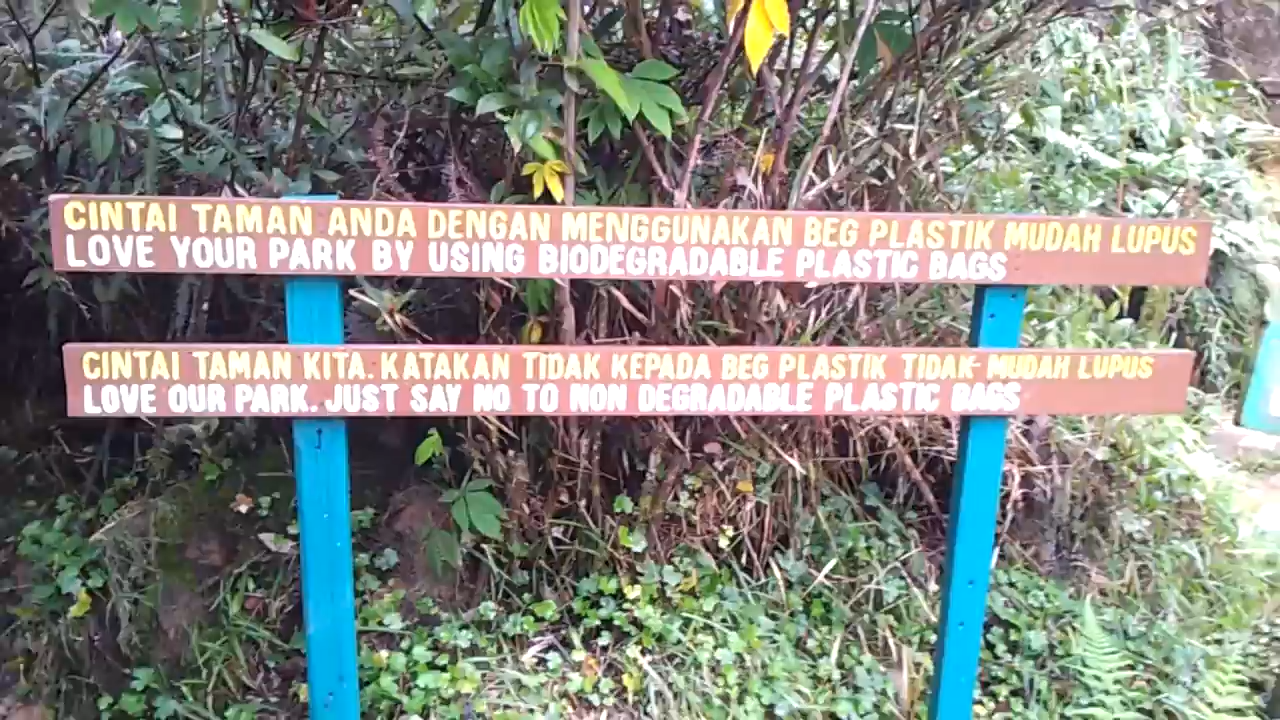 CINTAI TAMAN ANDA DENGAN MENGGUNAKAN BEG PLASTIK MUDAH LUPUS
LOVE YOUR PARK BY USING BIODEGRADABLE PLASTIC BAGS
CINTAI TAMAN KITA. KATAKAN TIDAK KEPADA BEG PLASTIK TIDAK- MUDAH LUPUS
LOVE OUR PARK. JUST SAY NO TO NON DEGRADABLE PLASTIC BAGS